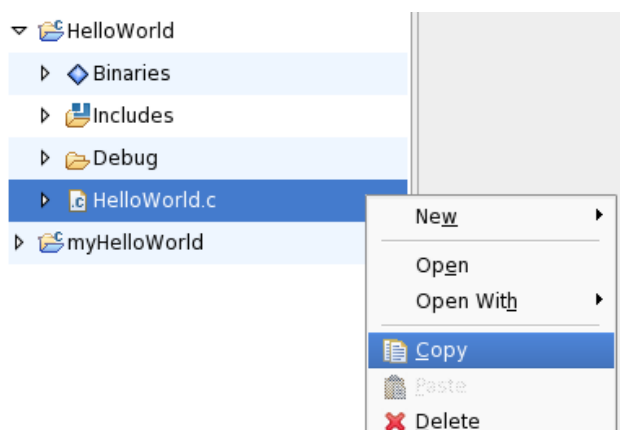 HelloWorld
Binaries
Includes
Debug
HelloWorld.c
myHelloWorld
New
Open
Open With
Copy
Paste
Delete